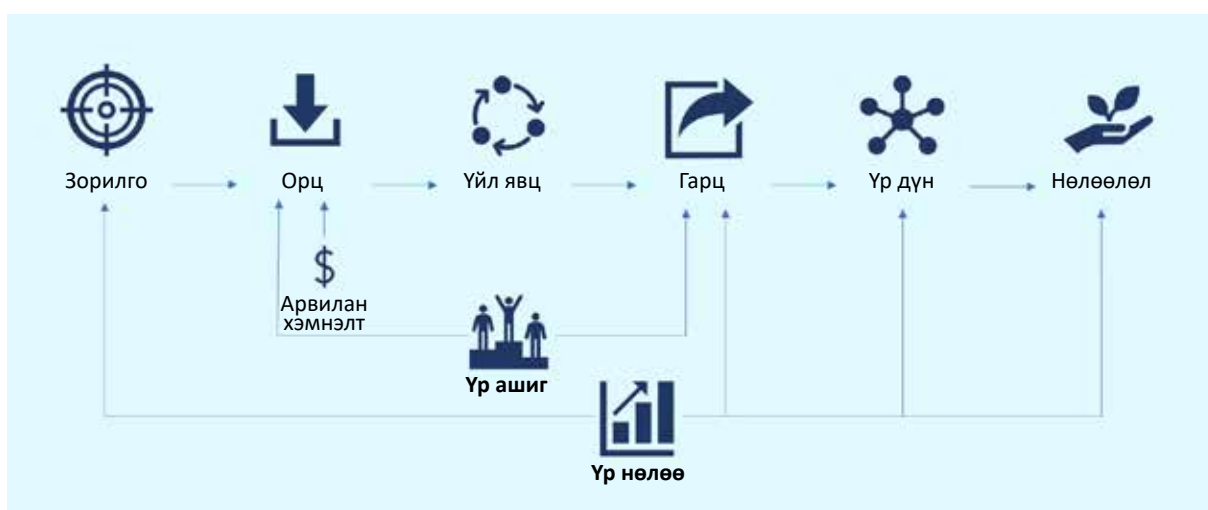 Зорилго
Орц
Үйл явц
Гарц
Үр дүн
Нөлөөлөл
$
Арвилан
хэмнэлт
Үр ашиг
Үр нөлөө